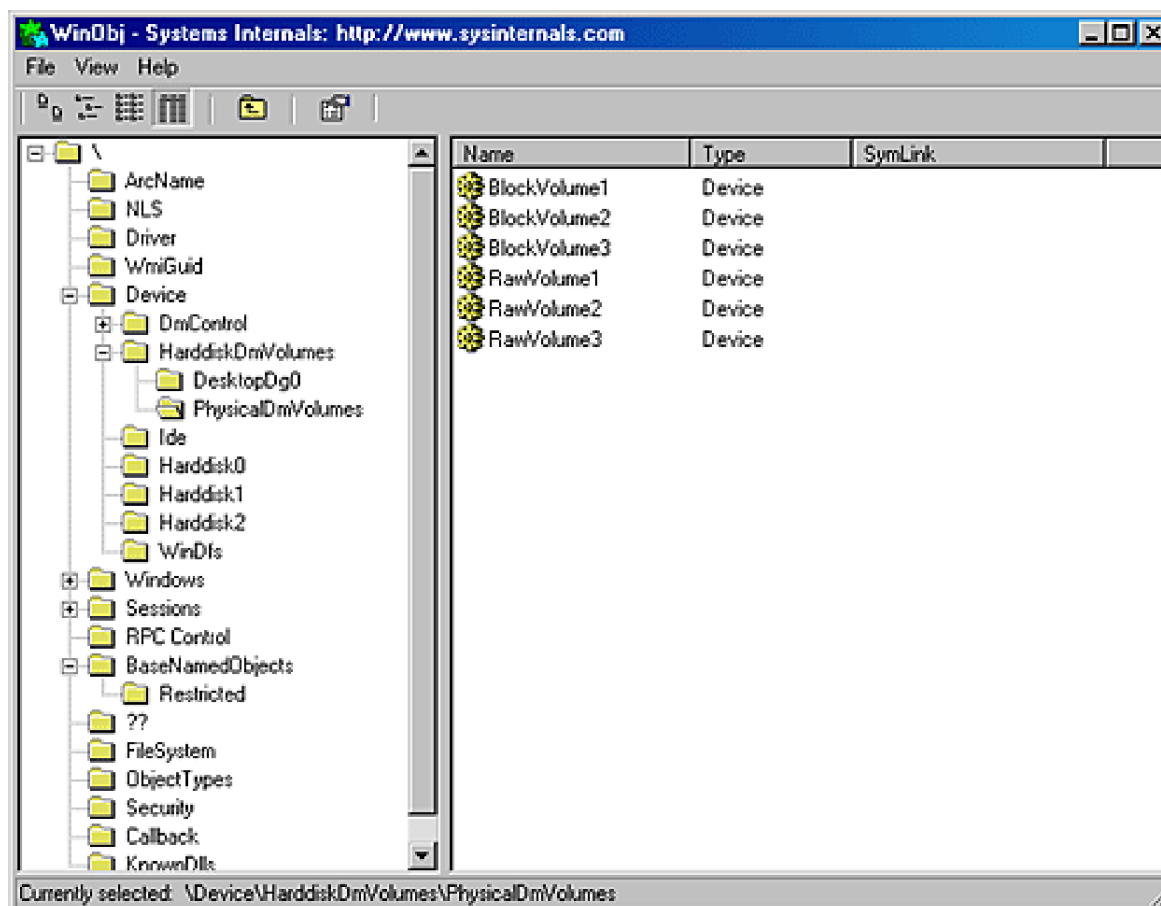 WinObj - Systems Internals: http://www.sysinternals.com
File View Help
\
ArcName
NLS
Driver
WmiGuid
Device
DmControl
HarddiskDmVolumes
DesktopDg0
PhysicalDmVolumes
Ide
Harddisk0
Harddisk1
Harddisk2
WinDfs
Windows
Sessions
RPC Control
BaseNamedObjects
Restricted
??
FileSystem
ObjectTypes
Security
Callback
KnownDlls
Name Type SymLink
BlockVolume1 Device
BlockVolume2 Device
BlockVolume3 Device
RawVolume1 Device
RawVolume2 Device
RawVolume3 Device
Currently selected: \Device\HarddiskDmVolumes\PhysicalDmVolumes